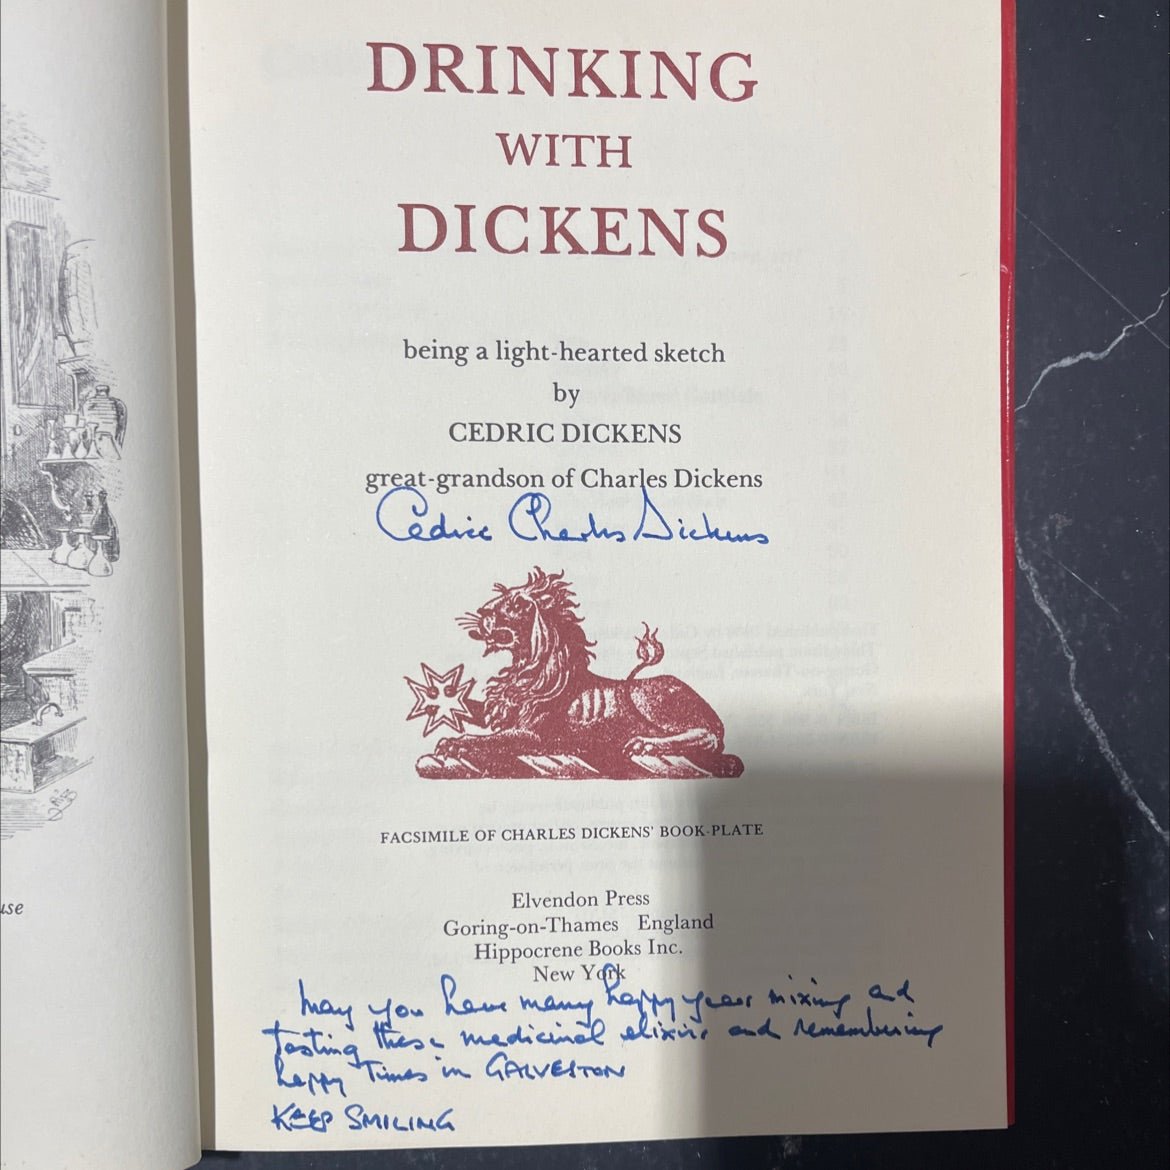 DRINKING
WITH
DICKENS
being a light-hearted sketch
by
CEDRIC DICKENS
great-grandson of Charles Dickens
Cedric Charles Dickens
FACSIMILE OF CHARLES DICKENS' BOOK-PLATE
Elvendon Press
Goring-on-Thames England
Hippocrene Books Inc.
New York
May you have many happy years mixing and
tasting these medicinal elixirs and remembering
happy Times in GALVESTON
KEEP SMILING
use